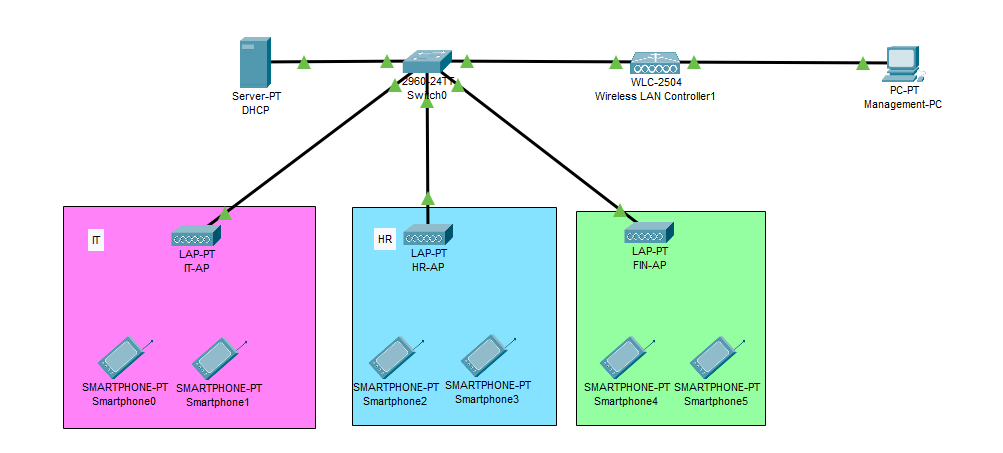 Server-PT
DHCP
2960-24TT
Switch0
WLC-2504
Wireless LAN Controller1
PC-PT
Management-PC
IT
LAP-PT
IT-AP
HR
LAP-PT
HR-AP
LAP-PT
FIN-AP
SMARTPHONE-PT
Smartphone0
SMARTPHONE-PT
Smartphone1
SMARTPHONE-PT
Smartphone2
SMARTPHONE-PT
Smartphone3
SMARTPHONE-PT
Smartphone4
SMARTPHONE-PT
Smartphone5